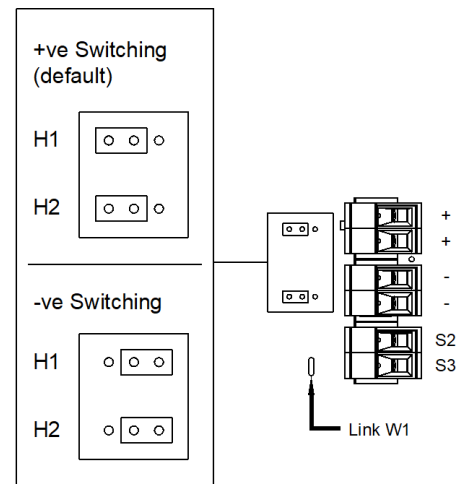 +ve Switching
(default)
H1
H2
-ve Switching
H1
H2
+
+
-
-
S2
S3
Link W1